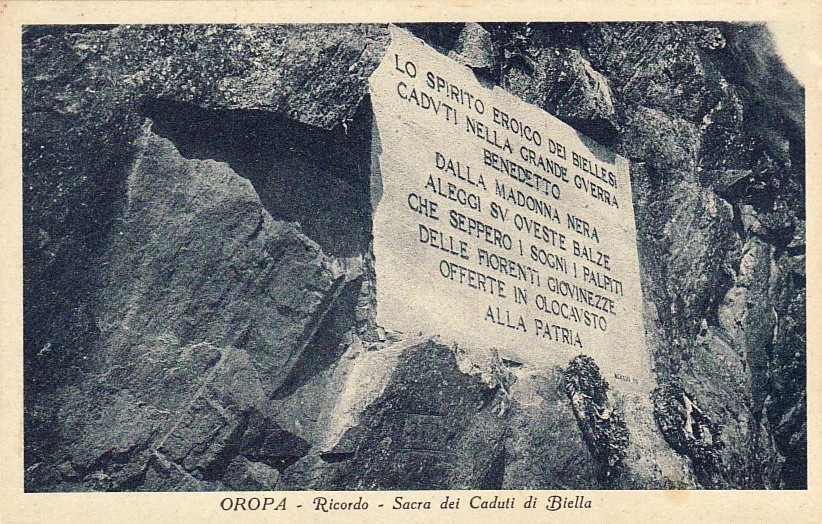 LO SPIRITO EROICO DEI BIELLESI
CADVTI NELLA GRANDE GVERRA
BENEDETTO
DALLA MADONNA NERA
ALEGGI SV QVESTE BALZE
CHE SEPPERO I SOGNI I PALPITI
DELLE FIORENTI GIOVINEZZE
OFFERTE IN OLOCAVSTO
ALLA PATRIA
OROPA - Ricordo - Sacra dei Caduti di Biella